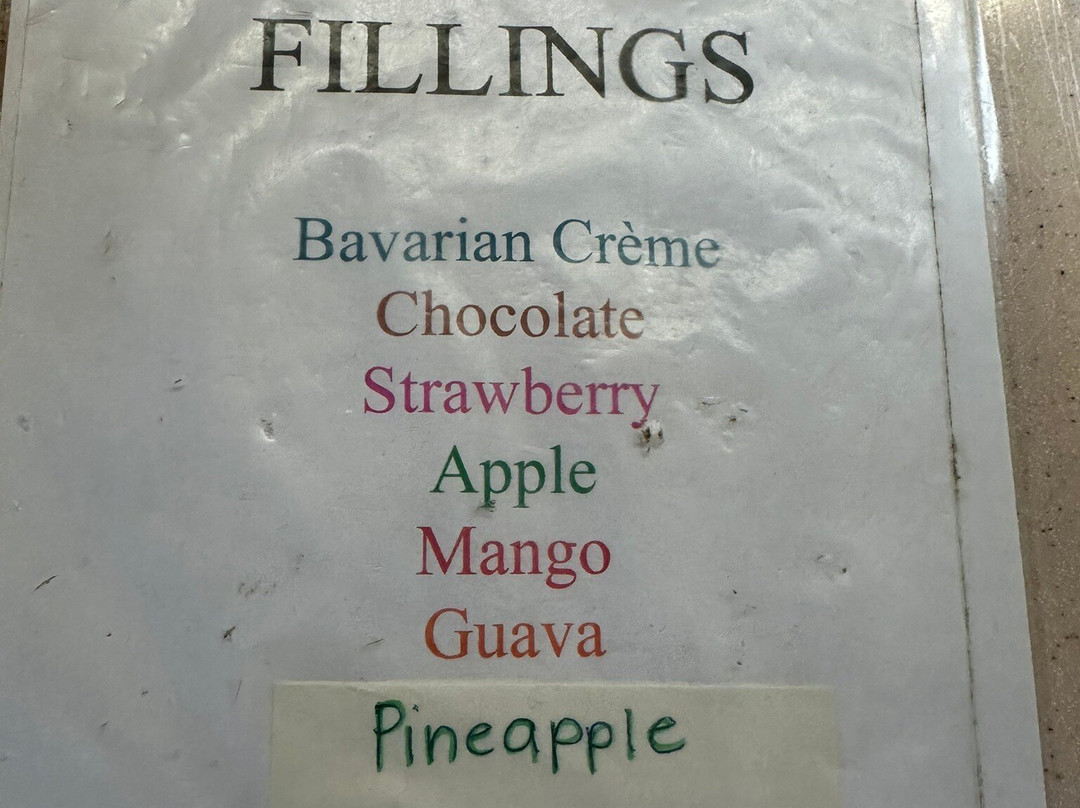 FILLINGS
Bavarian Crème
Chocolate
Strawberry
Apple
Mango
Guava
Pineapple